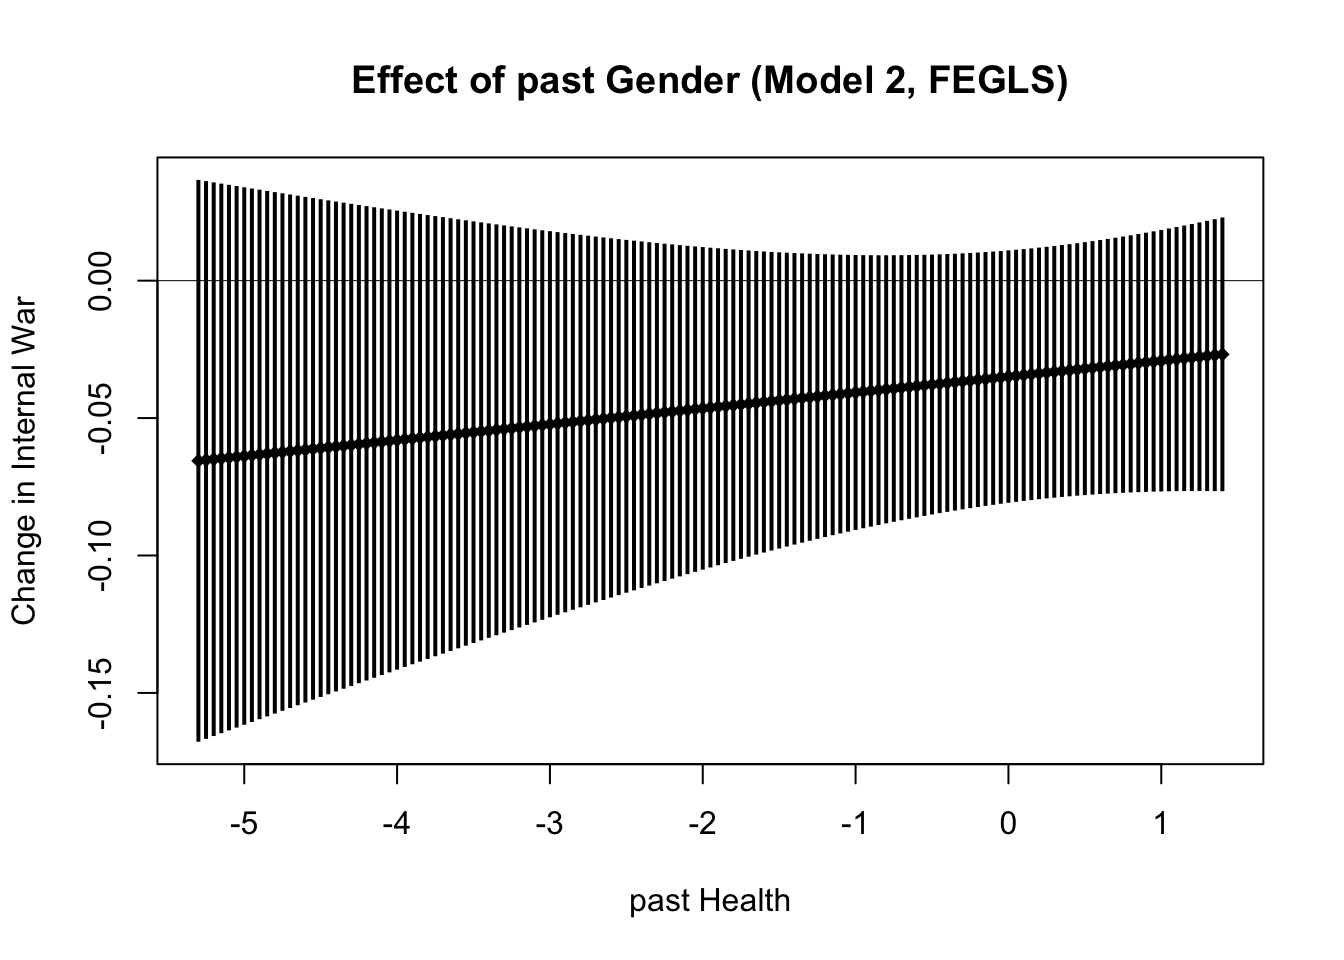 Effect of past Gender (Model 2, FEGLS)
Change in Internal War
0.00
-0.05
-0.10
-0.15
-5 -4 -3 -2 -1 0 1
past Health